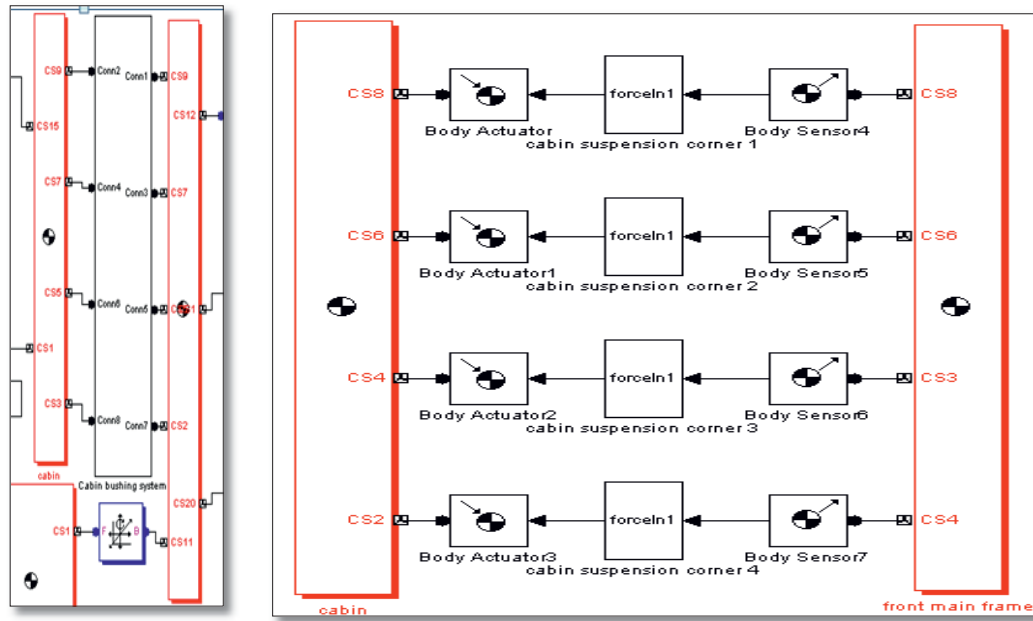 CS9
Conn2
Conn1
CS9
CS12
CS15
CS7
Conn4
Conn3
CS7
CS5
Conn6
Conn5
CS1
CS3
Conn8
Conn7
CS2
cabin
Cabin bushing system
CS20
CS1
F
B
CS11
CS8
forceIn1
CS8
Body Actuator
Body Sensor4
cabin suspension corner 1
CS6
forceIn1
CS6
Body Actuator1
Body Sensor5
cabin suspension corner 2
CS4
forceIn1
CS3
Body Actuator2
Body Sensor6
cabin suspension corner 3
CS2
forceIn1
CS4
Body Actuator3
Body Sensor7
cabin suspension corner 4
cabin
front main frame